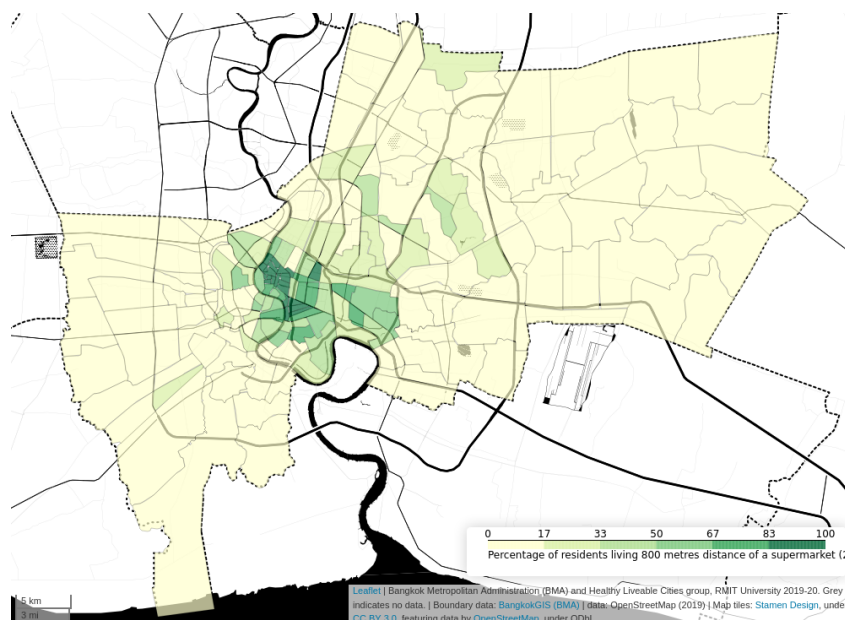 0 17 33 50 67 83 100
Percentage of residents living 800 metres distance of a supermarket (2
5 km
3 mi
Leaflet | Bangkok Metropolitan Administration (BMA) and Healthy Liveable Cities group, RMIT University 2019-20. Grey
indicates no data. | Boundary data: BangkokGIS (BMA) | data: OpenStreetMap (2019) | Map tiles: Stamen Design, unde
CC BY 3.0, featuring data by OpenStreetMap, under ODbL